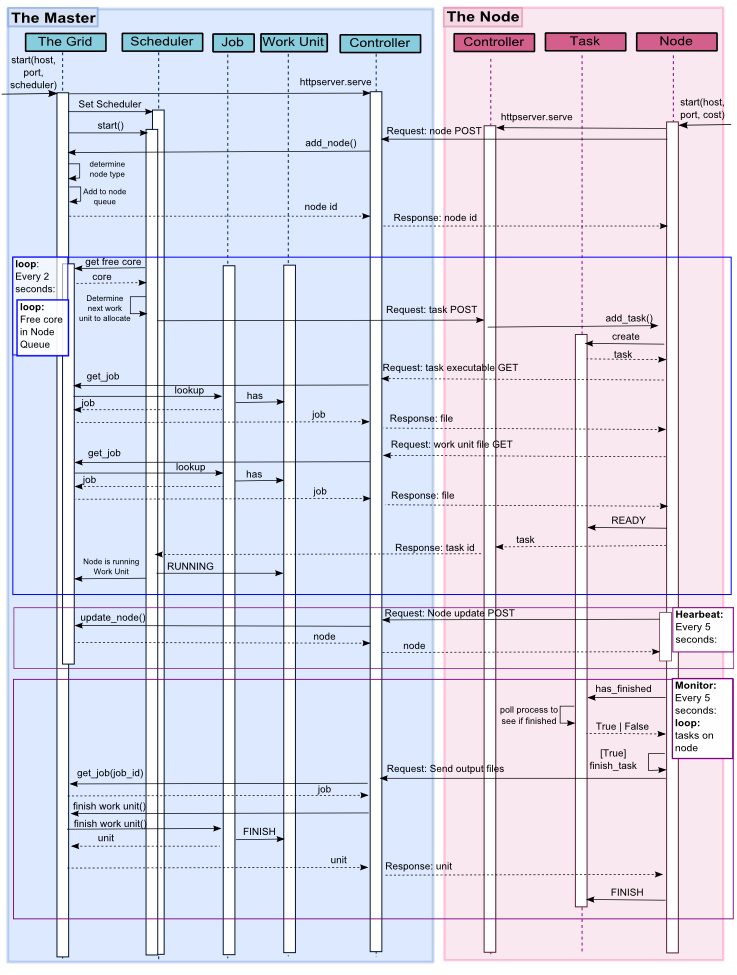 The Master
The Node
The Grid
Scheduler
Job
Work Unit
Controller
Controller
Task
Node
start(host,
port,
scheduler)
httpserver.serve
Set Scheduler
start()
start(host,
port, cost)
httpserver.serve
Request: node POST
add_node()
determine
node type
Add to node
queue
node id
Response: node id
loop:
Every 2
seconds:
get free core
core
loop:
Free core
in Node
Queue
Determine
next work
unit to allocate
Request: task POST
add_task()
create
task
Request: task executable GET
get_job
lookup
has
job
job
Response: file
Request: work unit file GET
get_job
lookup
has
job
job
Response: file
READY
task
Response: task id
Node is running
Work Unit
RUNNING
Request: Node update POST
Hearbeat:
Every 5
seconds:
update_node()
node
node
Monitor:
Every 5
seconds:
loop:
tasks on
node
has_finished
poll process to
see if finished
True | False
[True]
finish_task
Request: Send output files
get_job(job_id)
job
finish work unit()
finish work unit()
FINISH
unit
unit
Response: unit
FINISH